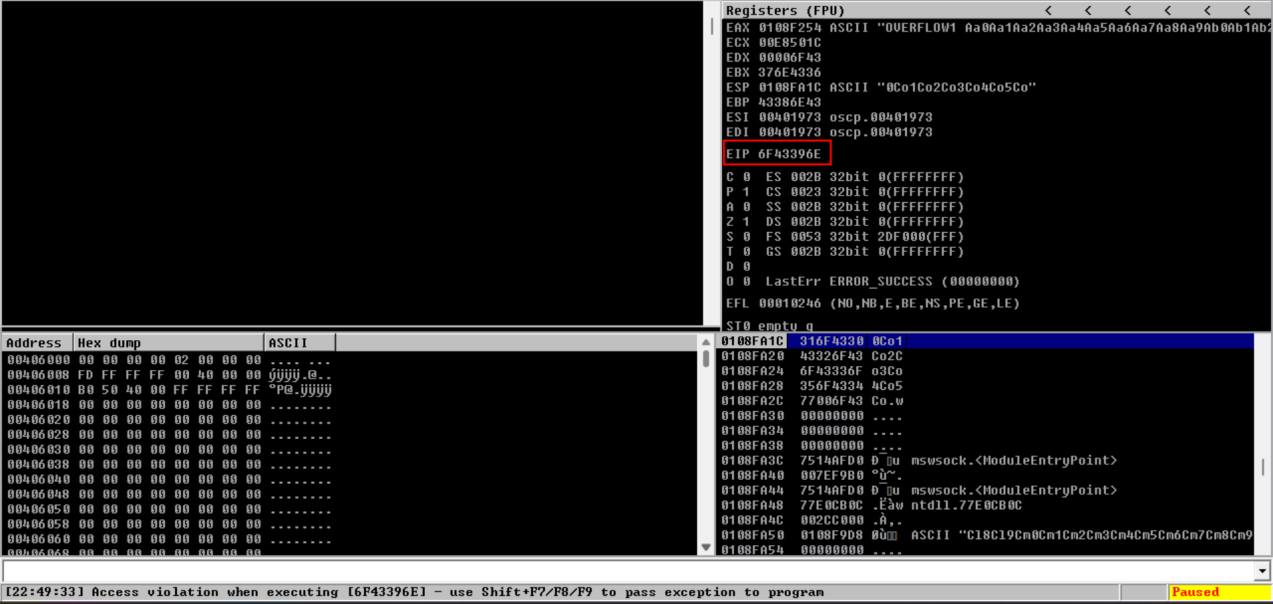 Registers (FPU) < < < < < <
EAX 0108F254 ASCII "OVERFLOW1 Aa0Aa1Aa2Aa3Aa4Aa5Aa6Aa7Aa8Aa9Ab0Ab1Ab2
ECX 00E8501C
EDX 00006F43
EBX 376E4336
ESP 0108FA1C ASCII "0Co1Co2Co3Co4Co5Co"
EBP 43386E43
ESI 00401973 oscp.00401973
EDI 00401973 oscp.00401973
EIP 6F43396E
C 0 ES 002B 32bit 0(FFFFFFFF)
P 1 CS 0023 32bit 0(FFFFFFFF)
A 0 SS 002B 32bit 0(FFFFFFFF)
Z 1 DS 002B 32bit 0(FFFFFFFF)
S 0 FS 0053 32bit 2DF000(FFF)
T 0 GS 002B 32bit 0(FFFFFFFF)
D 0
O 0 LastErr ERROR_SUCCESS (00000000)
EFL 00010246 (NO,NB,E,BE,NS,PE,GE,LE)
ST0 empty g
Address Hex dump ASCII
00406000 00 00 00 00 02 00 00 00 .... ...
00406008 FD FF FF FF 00 40 00 00 ýÿÿÿ.@..
00406010 B0 50 40 00 FF FF FF FF °P@.ÿÿÿÿ
00406018 00 00 00 00 00 00 00 00 ........
00406020 00 00 00 00 00 00 00 00 ........
00406028 00 00 00 00 00 00 00 00 ........
00406030 00 00 00 00 00 00 00 00 ........
00406038 00 00 00 00 00 00 00 00 ........
00406040 00 00 00 00 00 00 00 00 ........
00406048 00 00 00 00 00 00 00 00 ........
00406050 00 00 00 00 00 00 00 00 ........
00406058 00 00 00 00 00 00 00 00 ........
00406060 00 00 00 00 00 00 00 00 ........
00406068 00 00 00 00 00 00 00 00 ........
0108FA1C 316F4330 0Co1
0108FA20 43326F43 Co2C
0108FA24 6F43336F o3Co
0108FA28 356F4334 4Co5
0108FA2C 77006F43 Co.w
0108FA30 00000000 ....
0108FA34 00000000 ....
0108FA38 00000000 ....
0108FA3C 7514AFD0 mswsock.<ModuleEntryPoint>
0108FA40 007EF9B0 °ù~.
0108FA44 7514AFD0 mswsock.<ModuleEntryPoint>
0108FA48 77E0CB0C .Ëàw ntdll.77E0CB0C
0108FA4C 002CC000 .À,.
0108FA50 0108F9D8 ASCII "Cl8Cl9Cm0Cm1Cm2Cm3Cm4Cm5Cm6Cm7Cm8Cm9
0108FA54 00000000 ....
[22:49:33] Access violation when executing [6F43396E] - use Shift+F7/F8/F9 to pass exception to program
Paused